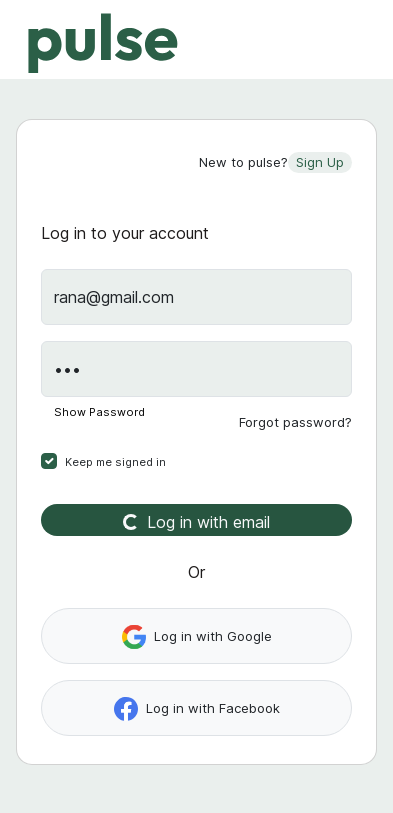 pulse
New to pulse? Sign Up
Log in to your account
rana@gmail.com
•••
Show Password
Forgot password?
Keep me signed in
Log in with email
Or
Log in with Google
Log in with Facebook